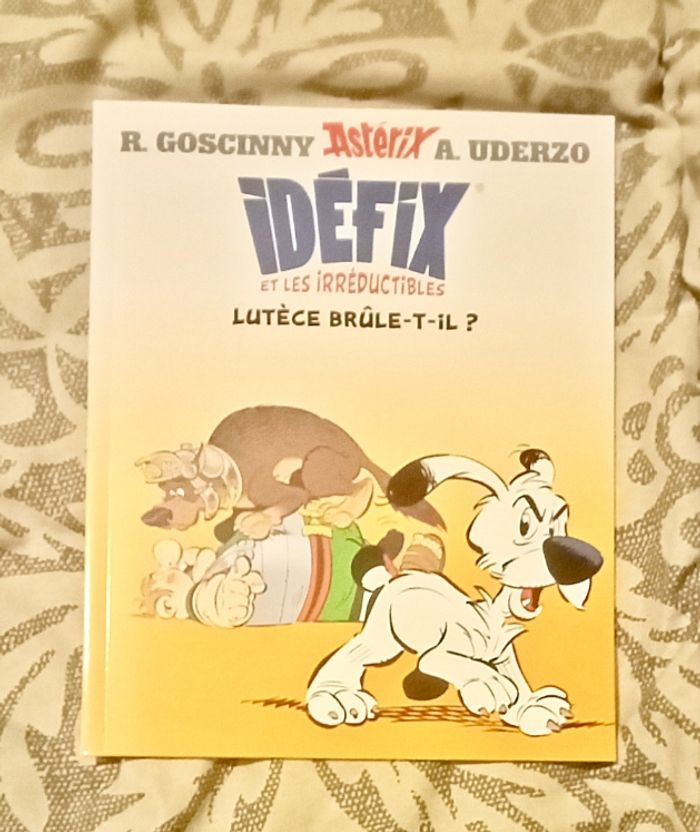 R. GOSCINNY Astérix A. UDERZO
iDÉFiX®
ET LES iRRÉDUCTiBLES
LUTÈCE BRÛLE-T-iL ?